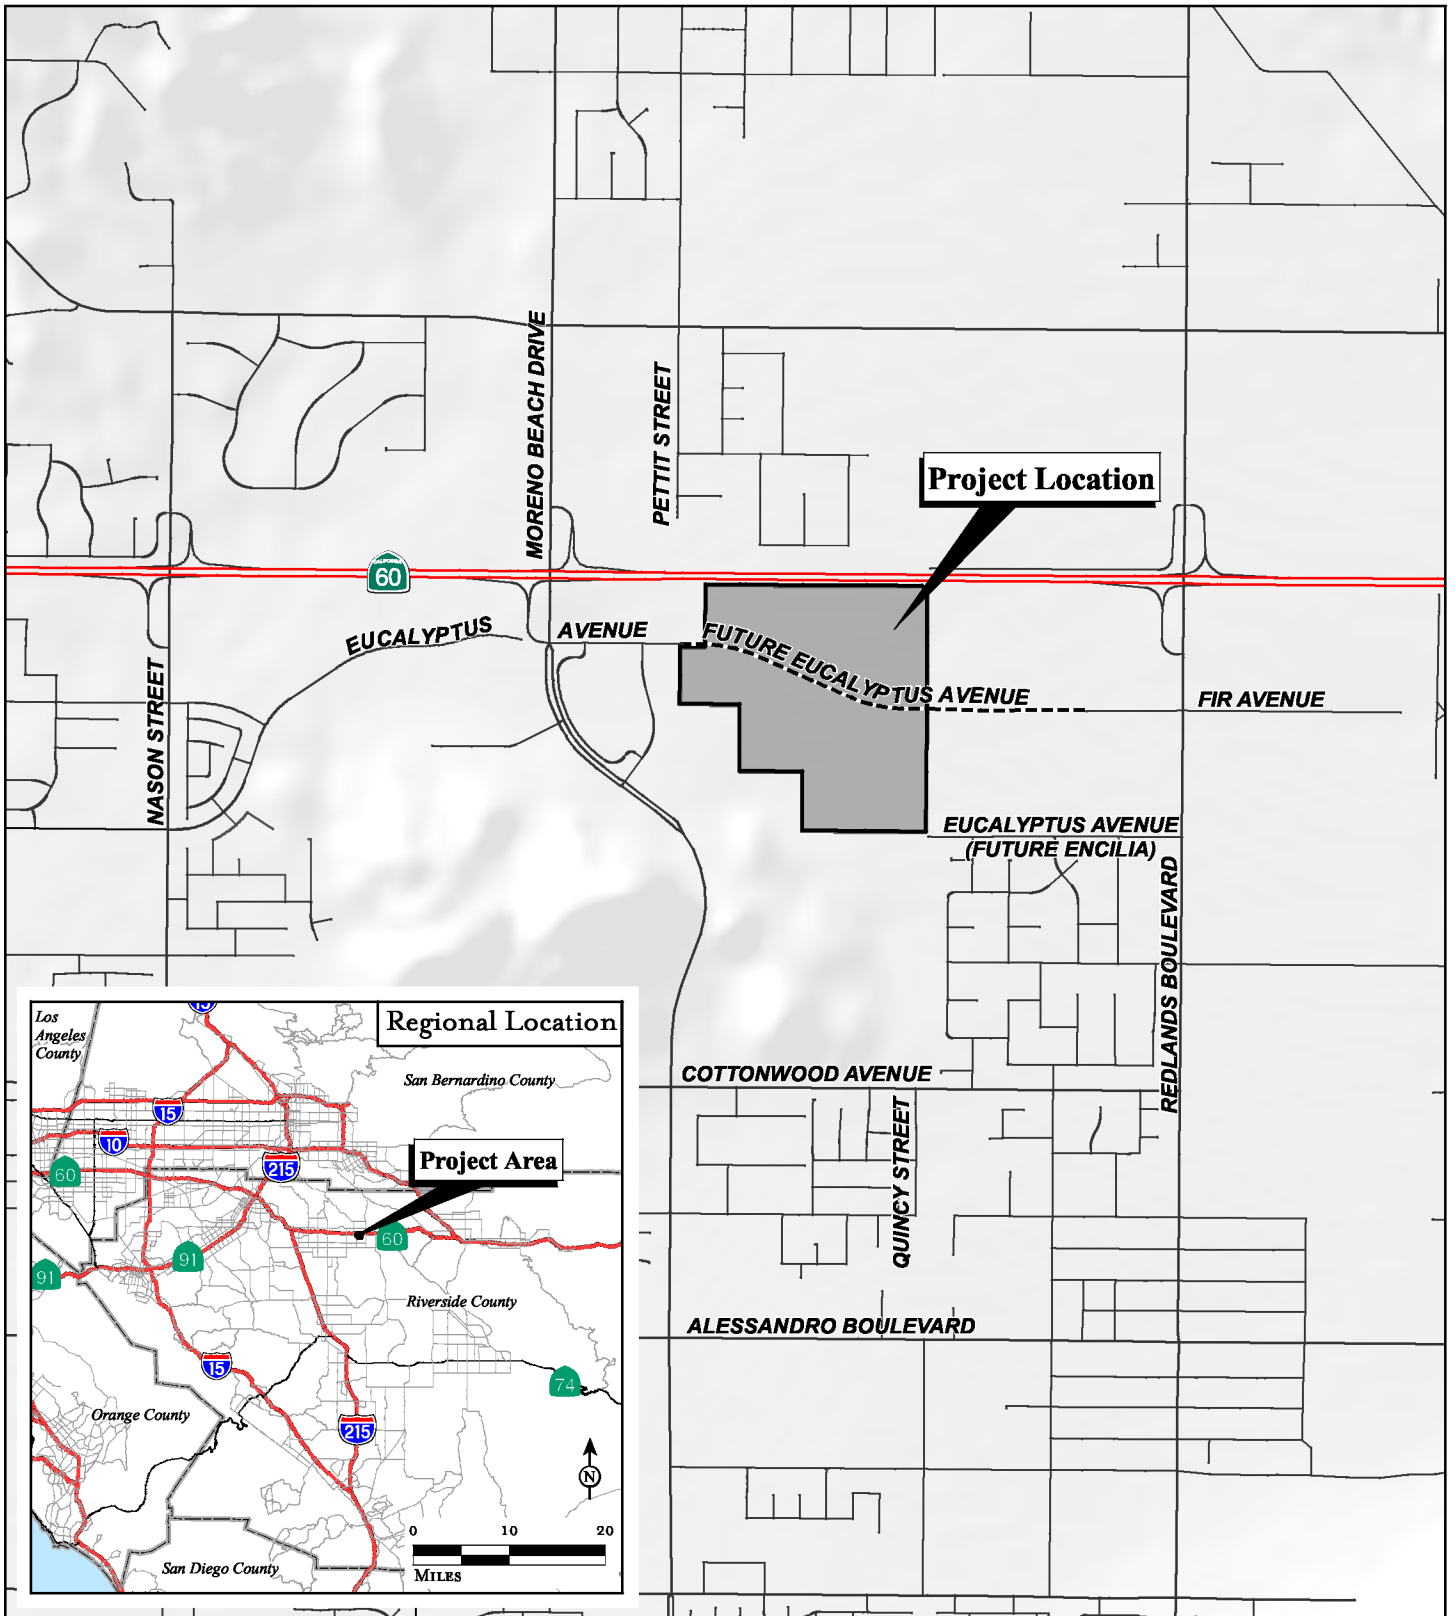 MORENO BEACH DRIVE
PETTIT STREET
Project Location
CALIFORNIA
60
EUCALYPTUS
AVENUE
FUTURE EUCALYPTUS AVENUE
FIR AVENUE
NASON STREET
EUCALYPTUS AVENUE
(FUTURE ENCILIA)
REDLANDS BOULEVARD
COTTONWOOD AVENUE
QUINCY STREET
ALESSANDRO BOULEVARD
Regional Location
Los
Angeles
County
15
San Bernardino County
15
10
215
60
Project Area
60
91
91
Riverside County
15
74
Orange County
215
N
San Diego County
0 10 20
MILES